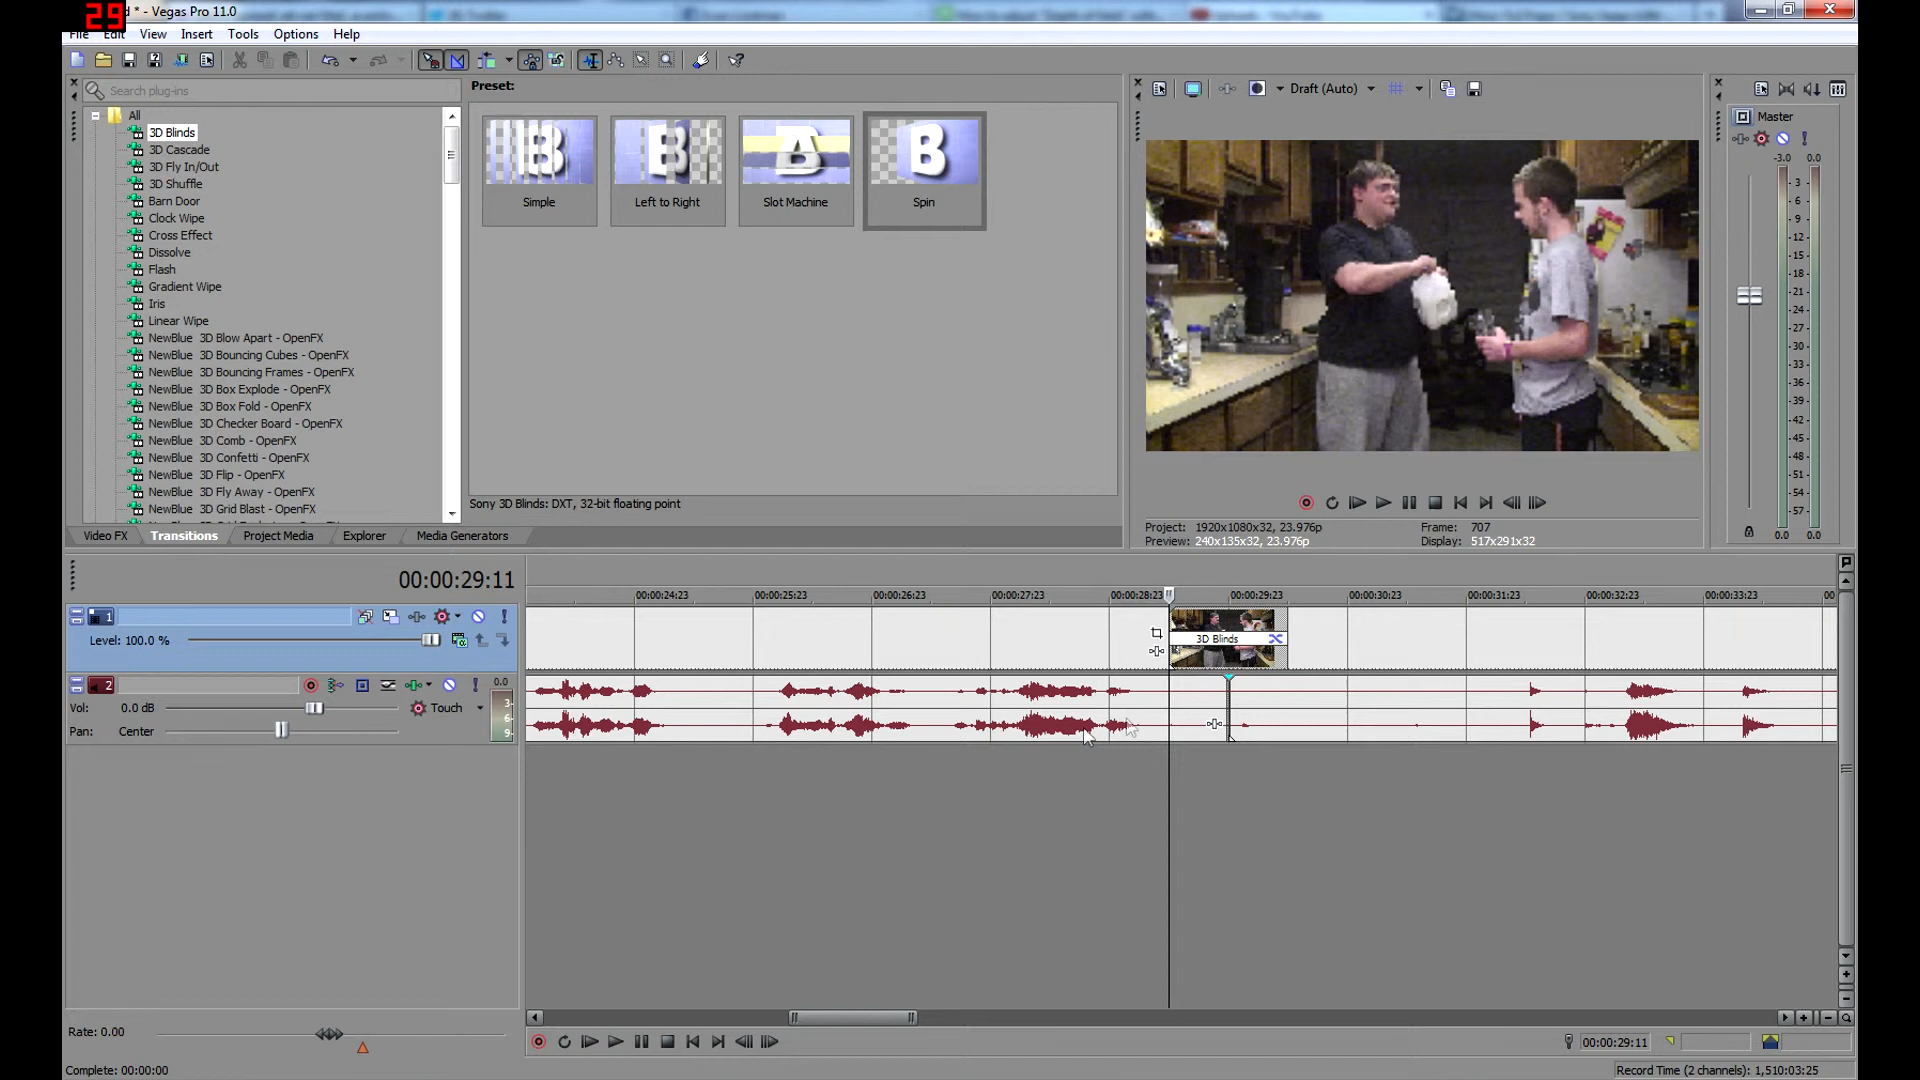 29
d * - Vegas Pro 11.0
File Edit View Insert Tools Options Help
Search plug-ins
All
3D Blinds
3D Cascade
3D Fly In/Out
3D Shuffle
Barn Door
Clock Wipe
Cross Effect
Dissolve
Flash
Gradient Wipe
Iris
Linear Wipe
NewBlue 3D Blow Apart - OpenFX
NewBlue 3D Bouncing Cubes - OpenFX
NewBlue 3D Bouncing Frames - OpenFX
NewBlue 3D Box Explode - OpenFX
NewBlue 3D Box Fold - OpenFX
NewBlue 3D Checker Board - OpenFX
NewBlue 3D Comb - OpenFX
NewBlue 3D Confetti - OpenFX
NewBlue 3D Flip - OpenFX
NewBlue 3D Fly Away - OpenFX
NewBlue 3D Grid Blast - OpenFX
Preset:
B B A B
Simple Left to Right Slot Machine Spin
Sony 3D Blinds: DXT, 32-bit floating point
Video FX Transitions Project Media Explorer Media Generators
Draft (Auto)
Project: 1920x1080x32, 23.976p Frame: 707
Preview: 240x135x32, 23.976p Display: 517x291x32
Master
-3.0 0.0
3
6
9
12
15
18
21
24
27
30
33
36
39
42
45
48
51
54
57
0.0 0.0
00:00:29:11
00:00:24:23 00:00:25:23 00:00:26:23 00:00:27:23 00:00:28:23 00:00:29:23 00:00:30:23 00:00:31:23 00:00:32:23 00:00:33:23 00
1
Level: 100.0 %
3D Blinds
2
0.0
Vol: 0.0 dB Touch
3
6
9
Pan: Center
Rate: 0.00
00:00:29:11
Complete: 00:00:00
Record Time (2 channels): 1,510:03:25